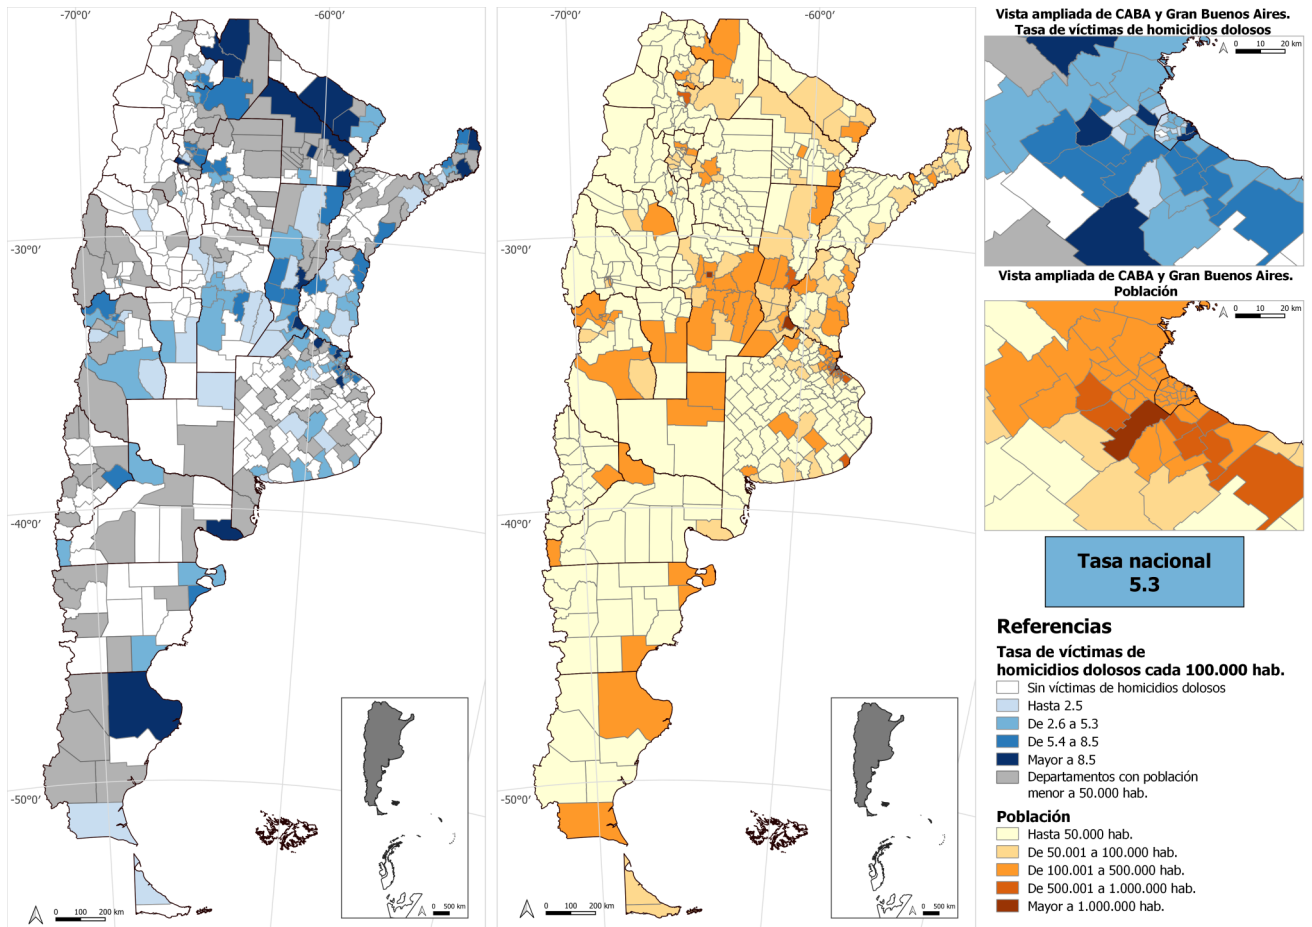 -70°0′
-60°0′
-30°0′
-40°0′
-50°0′
0 100 200 km
0 500 km
-70°0′
-60°0′
-30°0′
-40°0′
-50°0′
0 100 200 km
0 500 km
Vista ampliada de CABA y Gran Buenos Aires.
Tasa de víctimas de homicidios dolosos
0 10 20 km
Vista ampliada de CABA y Gran Buenos Aires.
Población
0 10 20 km
Tasa nacional
5.3
Referencias
Tasa de víctimas de
homicidios dolosos cada 100.000 hab.
Sin víctimas de homicidios dolosos
Hasta 2.5
De 2.6 a 5.3
De 5.4 a 8.5
Mayor a 8.5
Departamentos con población
menor a 50.000 hab.
Población
Hasta 50.000 hab.
De 50.001 a 100.000 hab.
De 100.001 a 500.000 hab.
De 500.001 a 1.000.000 hab.
Mayor a 1.000.000 hab.